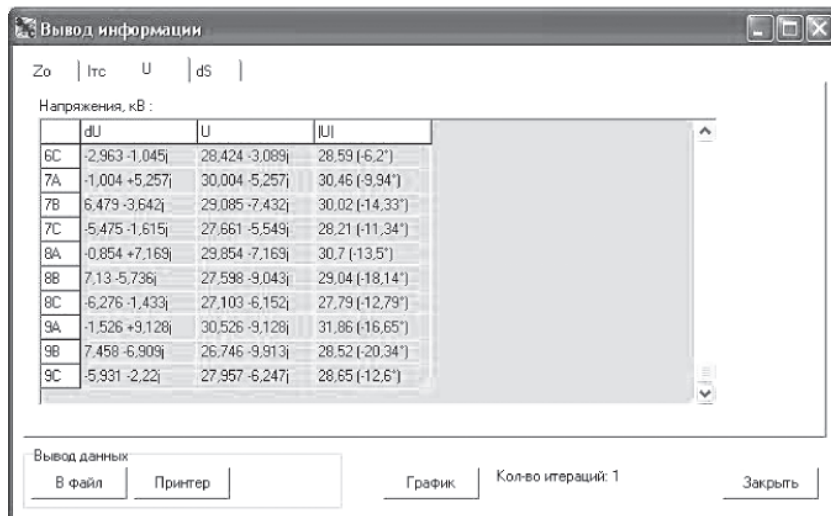 Вывод информации
Zo Iтс U dS
Напряжения, кВ :
dU U |U|
6C -2,963 -1,045j 28,424 -3,089j 28,59 (-6,2°)
7A -1,004 +5,257j 30,004 -5,257j 30,46 (-9,94°)
7B 6,479 -3,642j 29,085 -7,432j 30,02 (-14,33°)
7C -5,475 -1,615j 27,661 -5,549j 28,21 (-11,34°)
8A -0,854 +7,169j 29,854 -7,169j 30,7 (-13,5°)
8B 7,13 -5,736j 27,598 -9,043j 29,04 (-18,14°)
8C -6,276 -1,433j 27,103 -6,152j 27,79 (-12,79°)
9A -1,526 +9,128j 30,526 -9,128j 31,86 (-16,65°)
9B 7,458 -6,909j 26,746 -9,913j 28,52 (-20,34°)
9C -5,931 -2,22j 27,957 -6,247j 28,65 (-12,6°)
Вывод данных
В файл Принтер График Кол-во итераций: 1 Закрыть